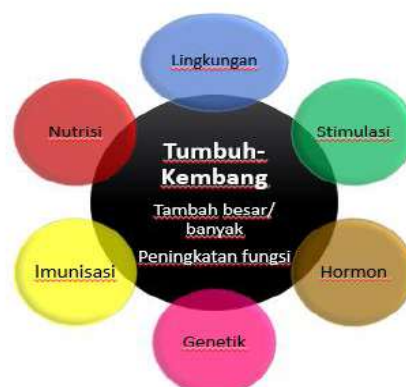 Lingkungan
Nutrisi
Stimulasi
Tumbuh-
Kembang
Tambah besar/
banyak
Peningkatan fungsi
Imunisasi
Hormon
Genetik